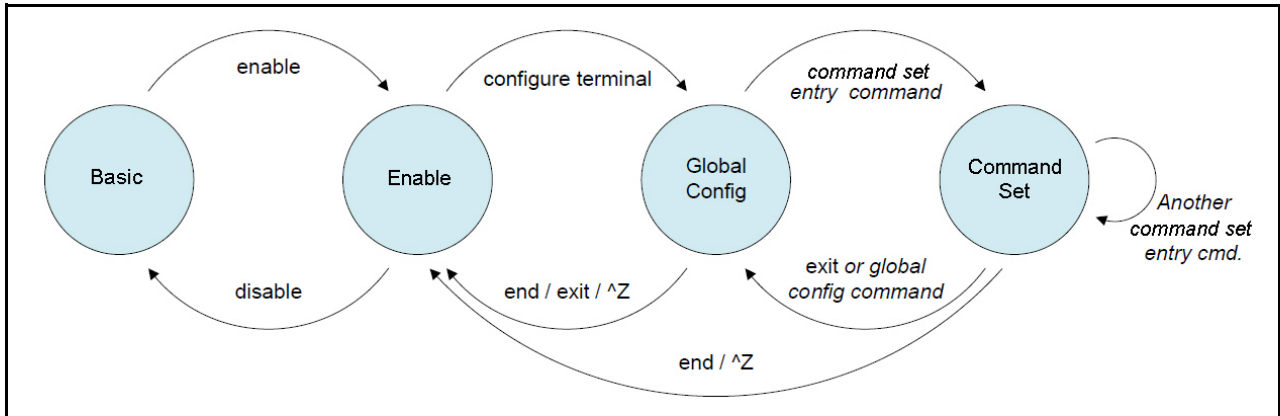 enable
configure terminal
command set
entry command
Basic
Enable
Global
Config
Command
Set
Another
command set
entry cmd.
disable
end / exit / ^Z
exit or global
config command
end / ^Z